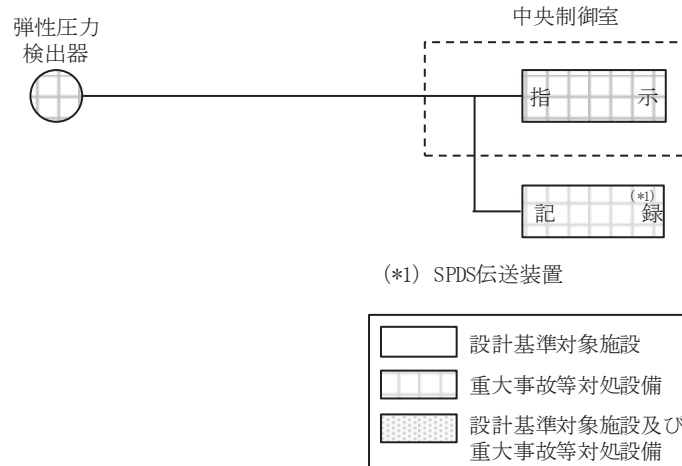 弾性圧力
検出器
中央制御室
指 示
記 録(*1)
(*1) SPDS伝送装置
設計基準対象施設
重大事故等対処設備
設計基準対象施設及び
重大事故等対処設備